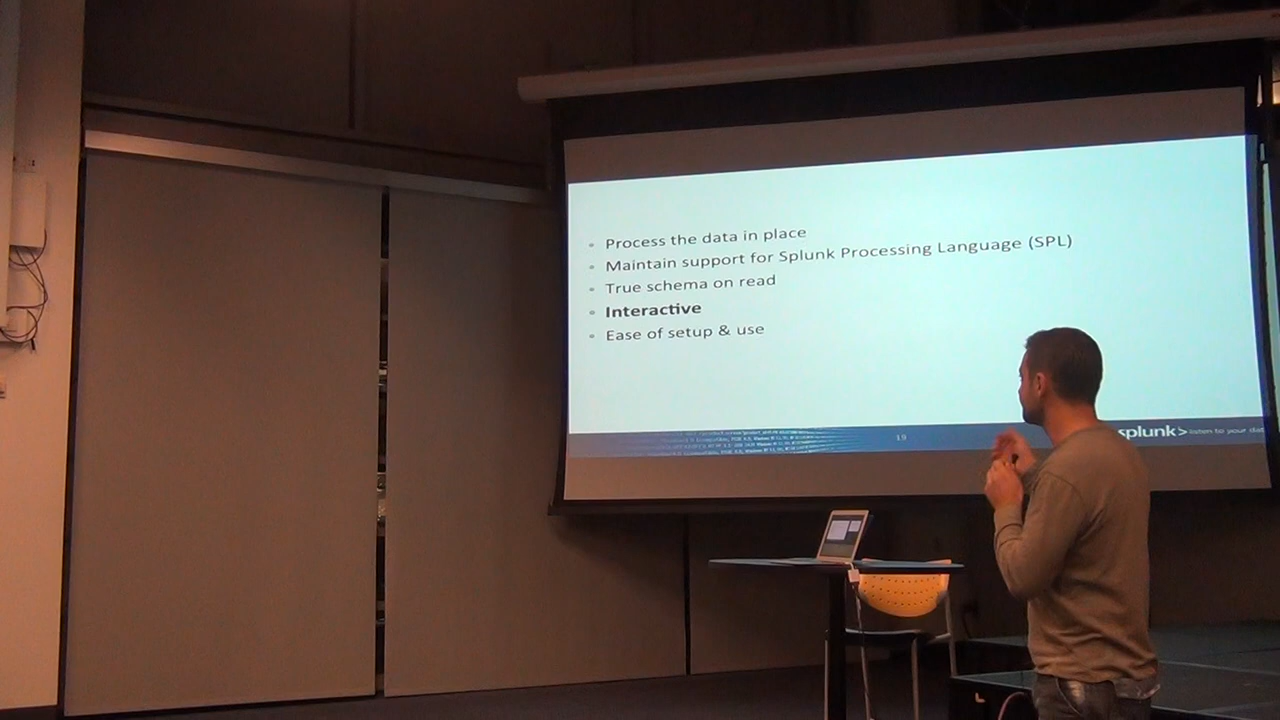 Process the data in place
Maintain support for Splunk Processing Language (SPL)
True schema on read
Interactive
Ease of setup & use
19
splunk> listen to your data